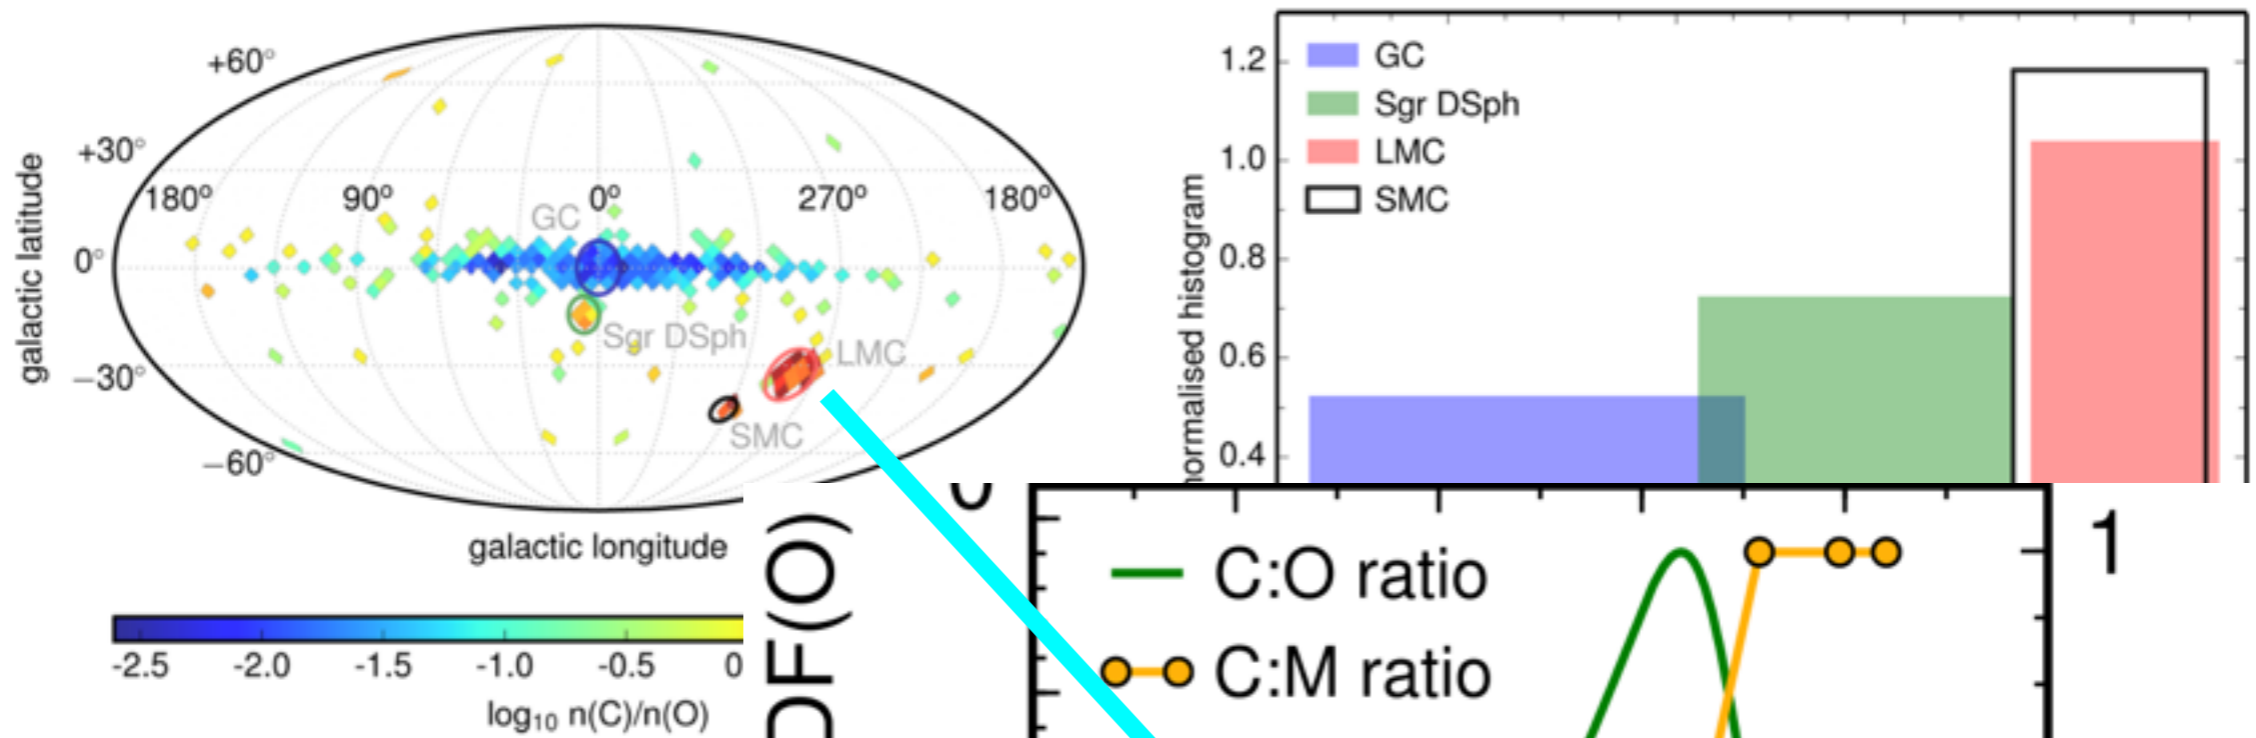 galactic latitude
+60°
+30°
0°
−30°
−60°
180° 90° 0° 270° 180°
GC
Sgr DSph
LMC
SMC
galactic longitude
-2.5 -2.0 -1.5 -1.0 -0.5 0
log₁₀ n(C)/n(O)
normalised histogram
1.2
1.0
0.8
0.6
0.4
GC
Sgr DSph
LMC
SMC
DF(O)
0
C:O ratio
C:M ratio
1